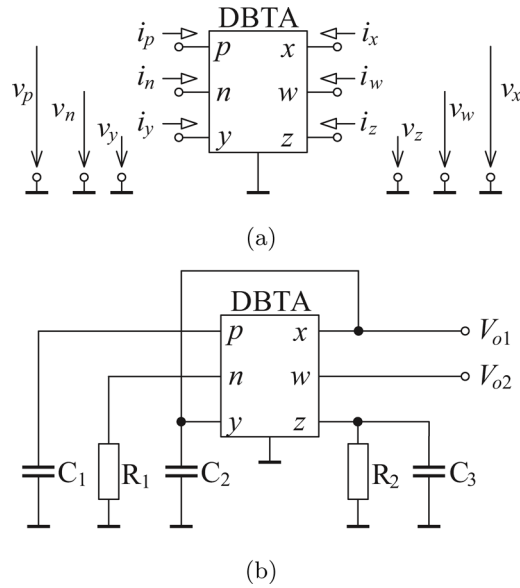 DBTA
i_p p x i_x
i_n n w i_w
i_y y z i_z
v_p v_n v_y v_z v_w v_x
(a)
DBTA
p x V_o1
n w V_o2
y z
C_1 R_1 C_2 R_2 C_3
(b)